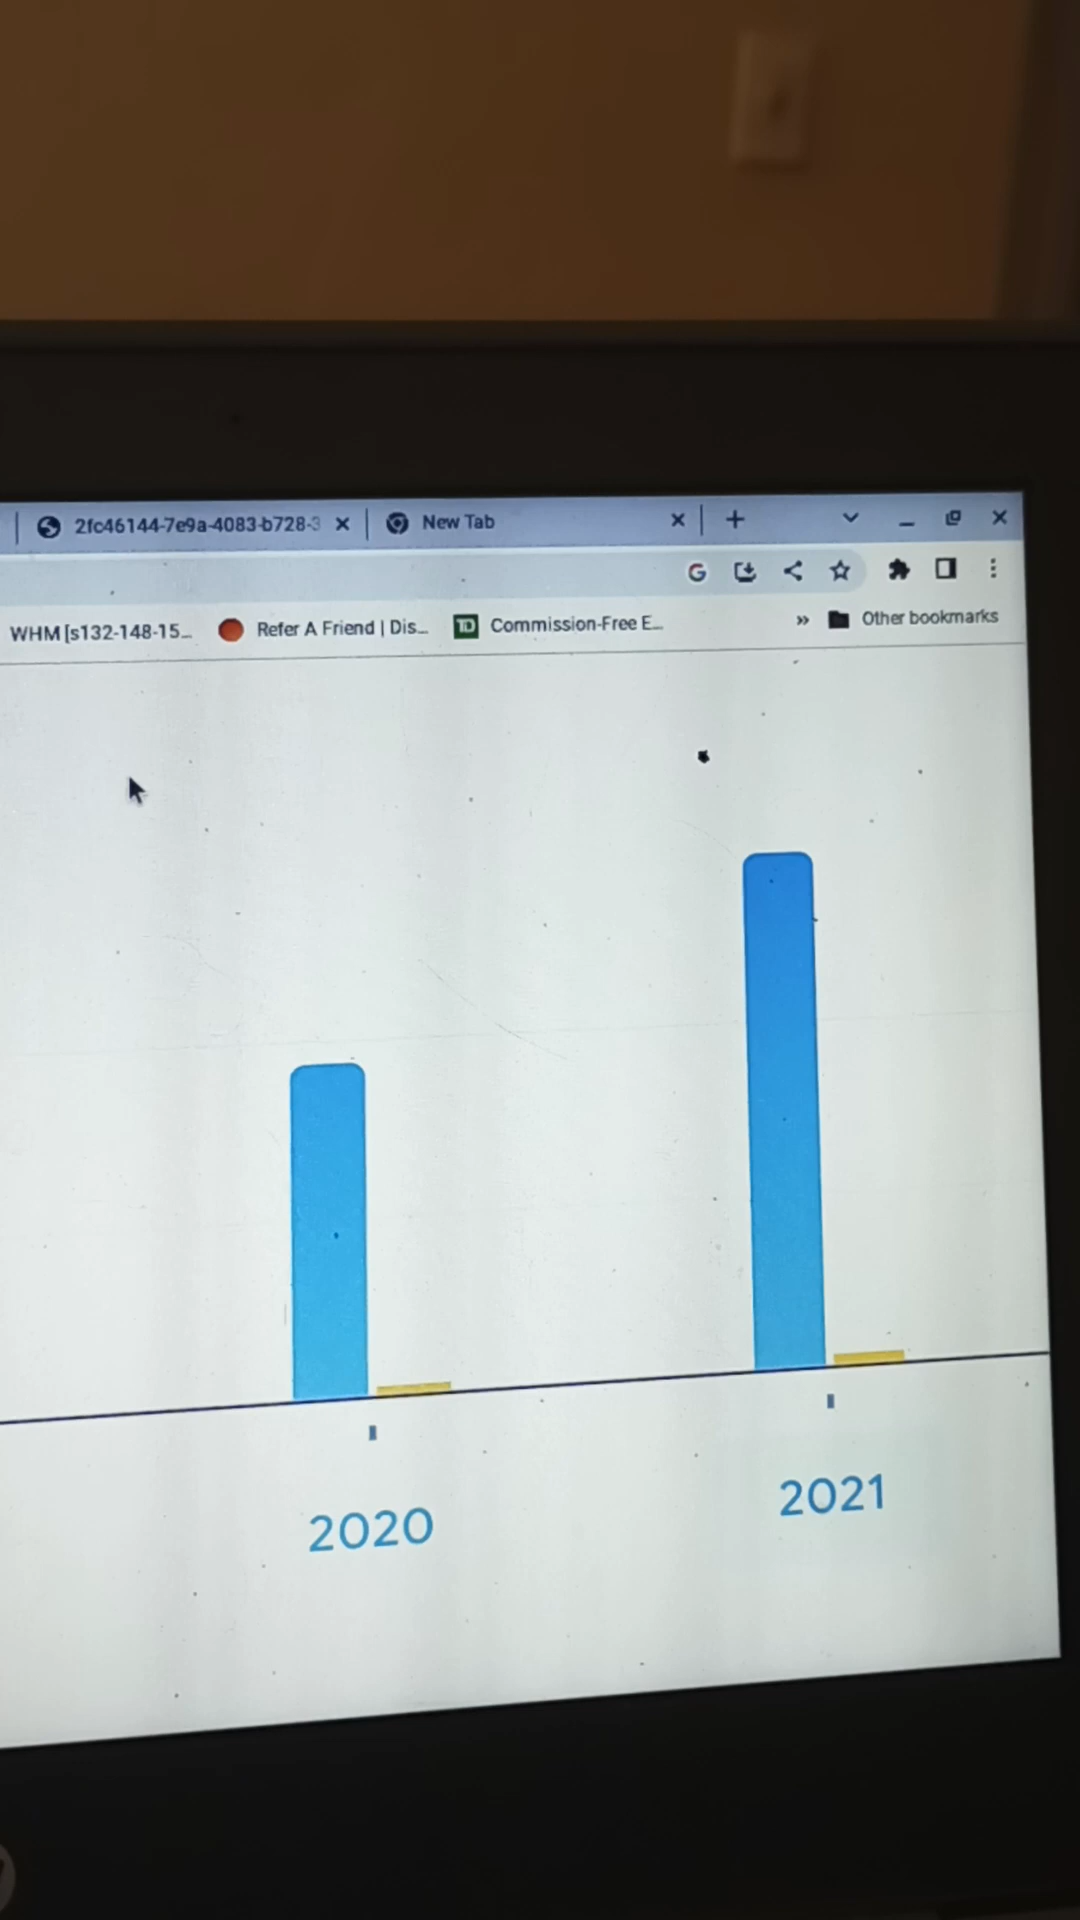 2fc46144-7e9a-4083-b728-3
New Tab
WHM [s132-148-15...
Refer A Friend | Dis...
TD
Commission-Free E...
»
Other bookmarks
2020
2021